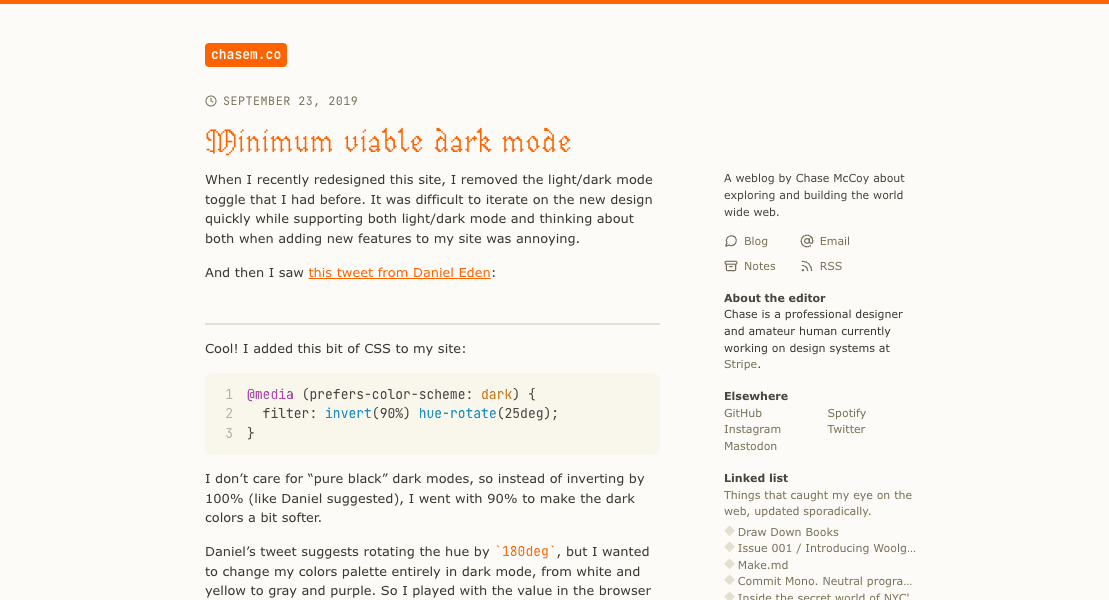 chasem.co
SEPTEMBER 23, 2019
Minimum viable dark mode
When I recently redesigned this site, I removed the light/dark mode
toggle that I had before. It was difficult to iterate on the new design
quickly while supporting both light/dark mode and thinking about
both when adding new features to my site was annoying.
And then I saw this tweet from Daniel Eden:
Cool! I added this bit of CSS to my site:
1 @media (prefers-color-scheme: dark) {
2   filter: invert(90%) hue-rotate(25deg);
3 }
I don’t care for “pure black” dark modes, so instead of inverting by
100% (like Daniel suggested), I went with 90% to make the dark
colors a bit softer.
Daniel’s tweet suggests rotating the hue by `180deg`, but I wanted
to change my colors palette entirely in dark mode, from white and
yellow to gray and purple. So I played with the value in the browser
A weblog by Chase McCoy about
exploring and building the world
wide web.
Blog Email
Notes RSS
About the editor
Chase is a professional designer
and amateur human currently
working on design systems at
Stripe.
Elsewhere
GitHub Spotify
Instagram Twitter
Mastodon
Linked list
Things that caught my eye on the
web, updated sporadically.
Draw Down Books
Issue 001 / Introducing Woolg…
Make.md
Commit Mono. Neutral progra…
Inside the secret world of NYC'